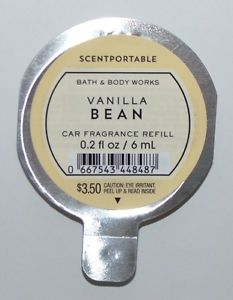 SCENTPORTABLE
BATH & BODY WORKS
VANILLA
BEAN
CAR FRAGRANCE REFILL
0.2 fl oz / 6 mL
0 667543 448487
$3.50 CAUTION: EYE IRRITANT.
PEEL UP & READ INSIDE